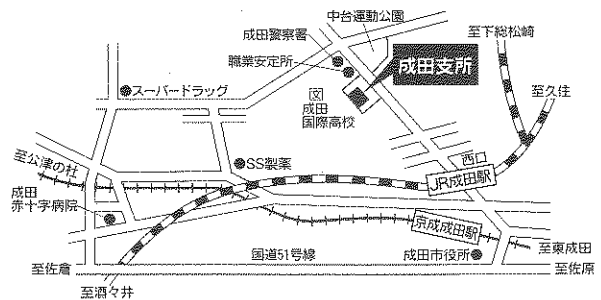 中台運動公園
成田警察署
職業安定所
成田支所
至下総松崎
至久住
スーパードラッグ
文
成田
国際高校
至公津の杜
SS製薬
西口
JR成田駅
成田
赤十字病院
京成成田駅
国道51号線
成田市役所
至東成田
至佐倉
至佐原
至酒々井